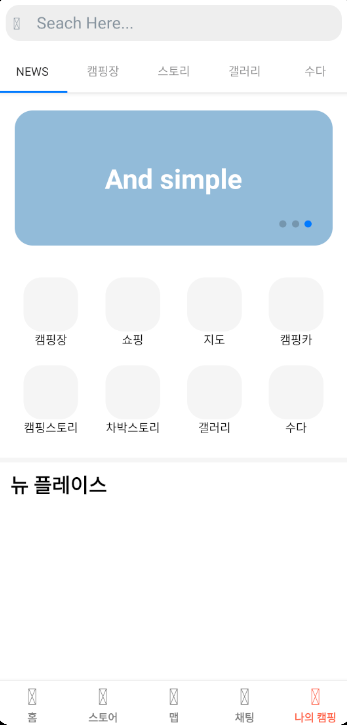 Seach Here...
NEWS 캠핑장 스토리 갤러리 수다
And simple
캠핑장 쇼핑 지도 캠핑카
캠핑스토리 차박스토리 갤러리 수다
뉴 플레이스
홈 스토어 맵 채팅 나의 캠핑